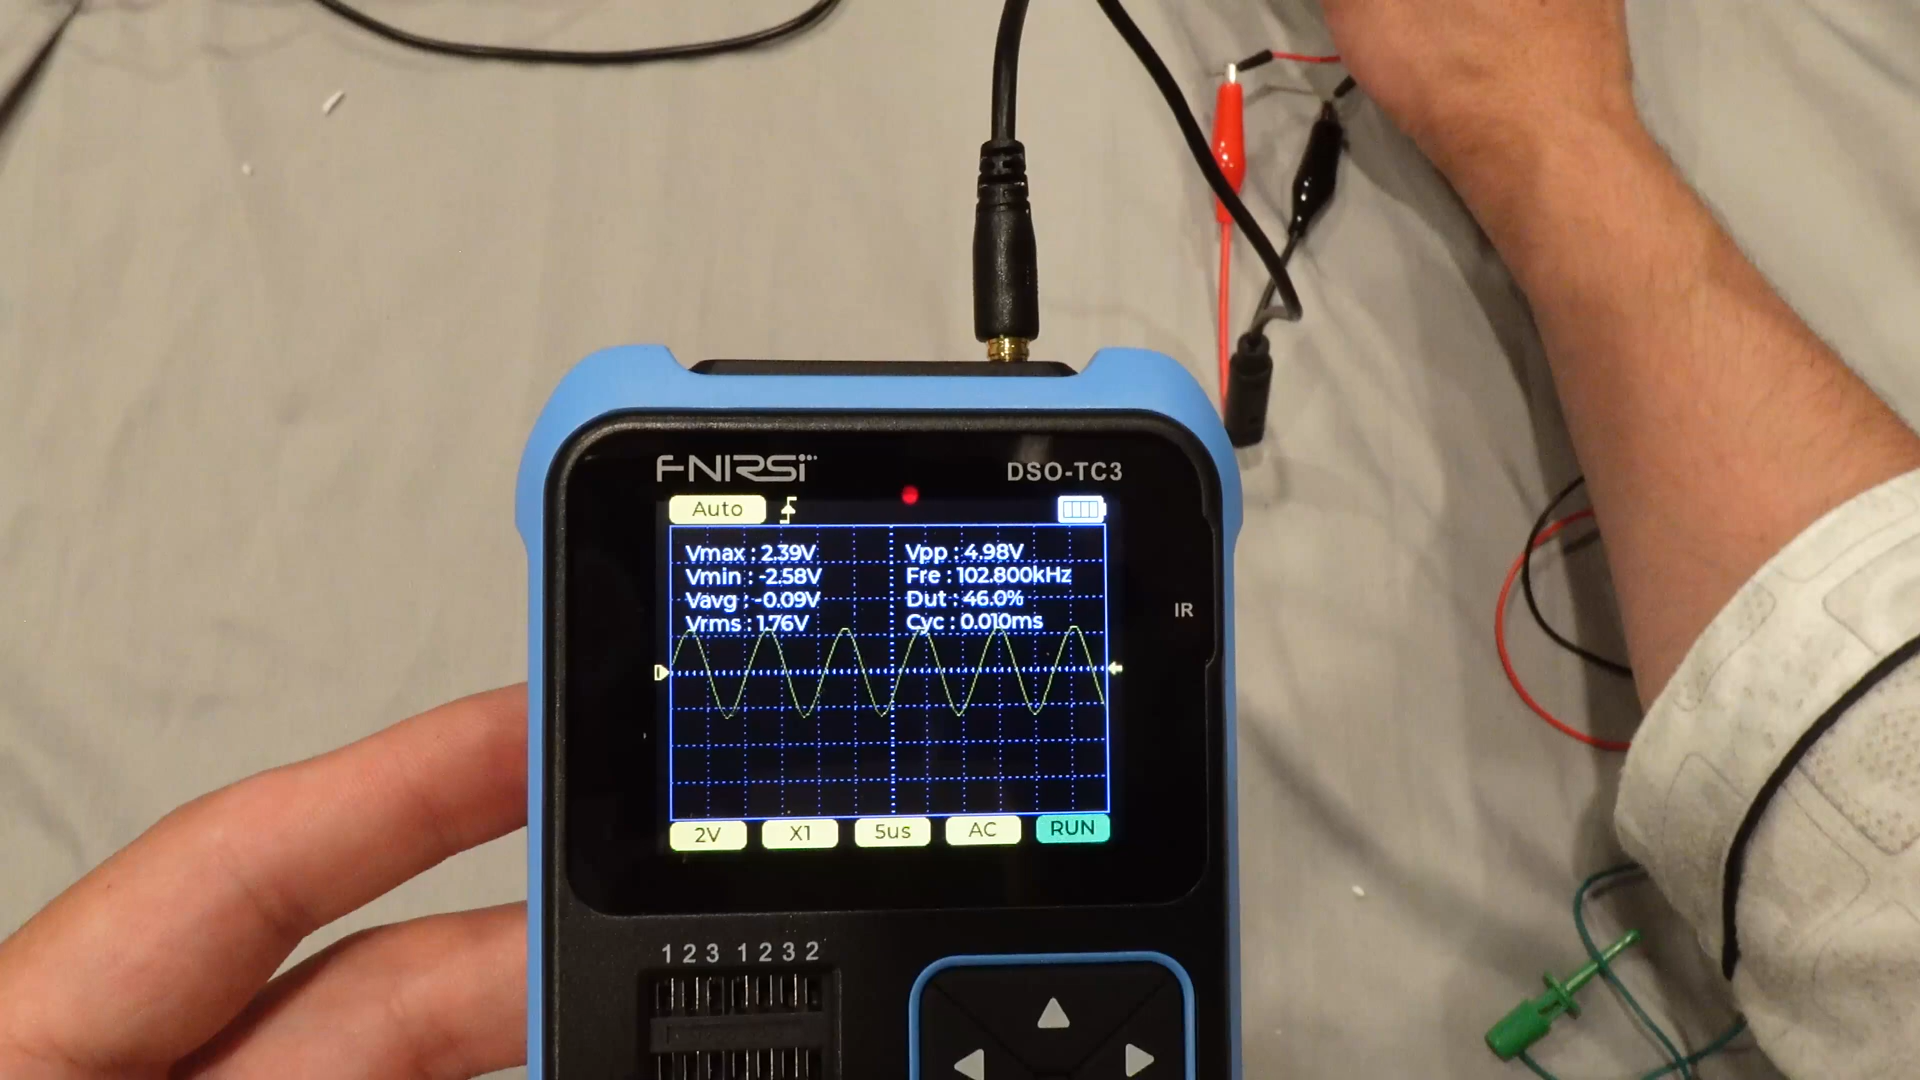 FNIRSI DSO-TC3
Auto
Vmax : 2.39V Vpp : 4.98V
Vmin : -2.58V Fre : 102.800kHz
Vavg : -0.09V Dut : 46.0%
Vrms : 1.76V Cyc : 0.010ms
IR
2V X1 5us AC RUN
1 2 3 1 2 3 2